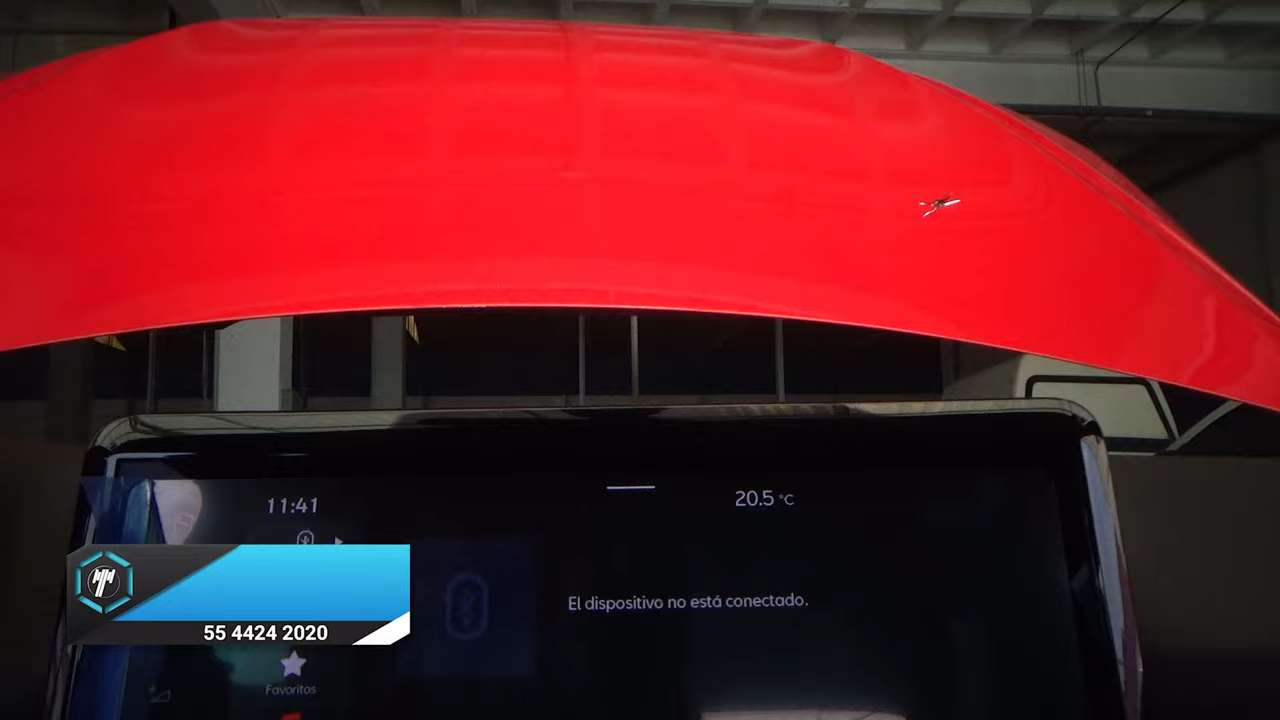 11:41
20.5 °C
El dispositivo no está conectado.
55 4424 2020
Favoritos